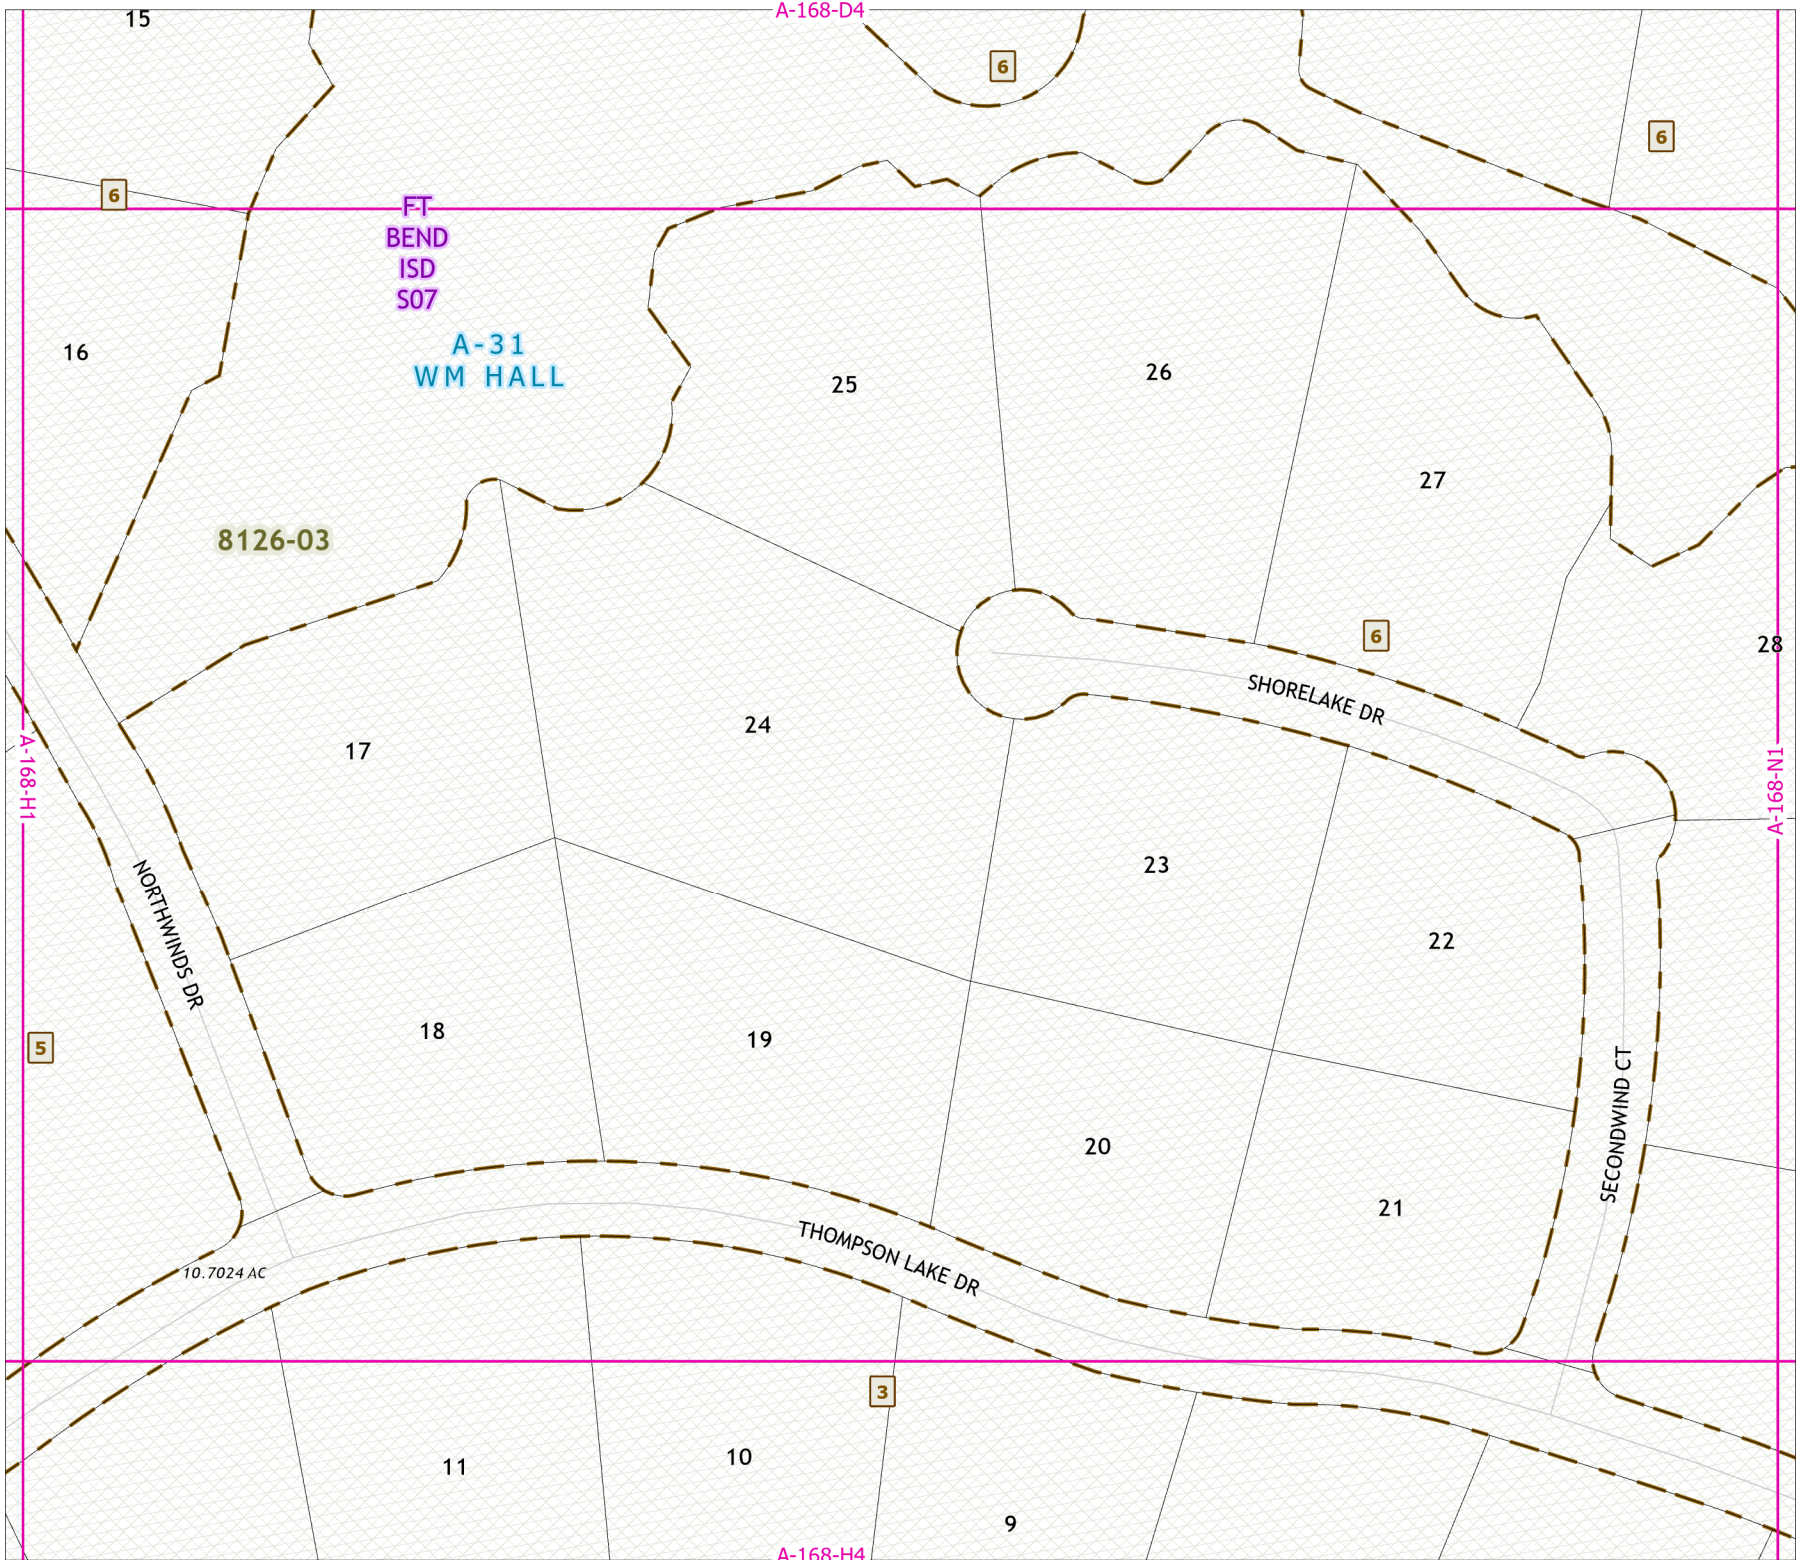 A-168-D4
15
6
6
6
FT
BEND
ISD
S07
A-31
WM HALL
16
25
26
27
8126-03
6
28
SHORELAKE DR
24
17
A-168-H1
A-168-N1
23
22
NORTHWINDS DR
18
19
5
SECONDWIND CT
20
21
THOMPSON LAKE DR
10.7024 AC
3
11
10
9
A-168-H4